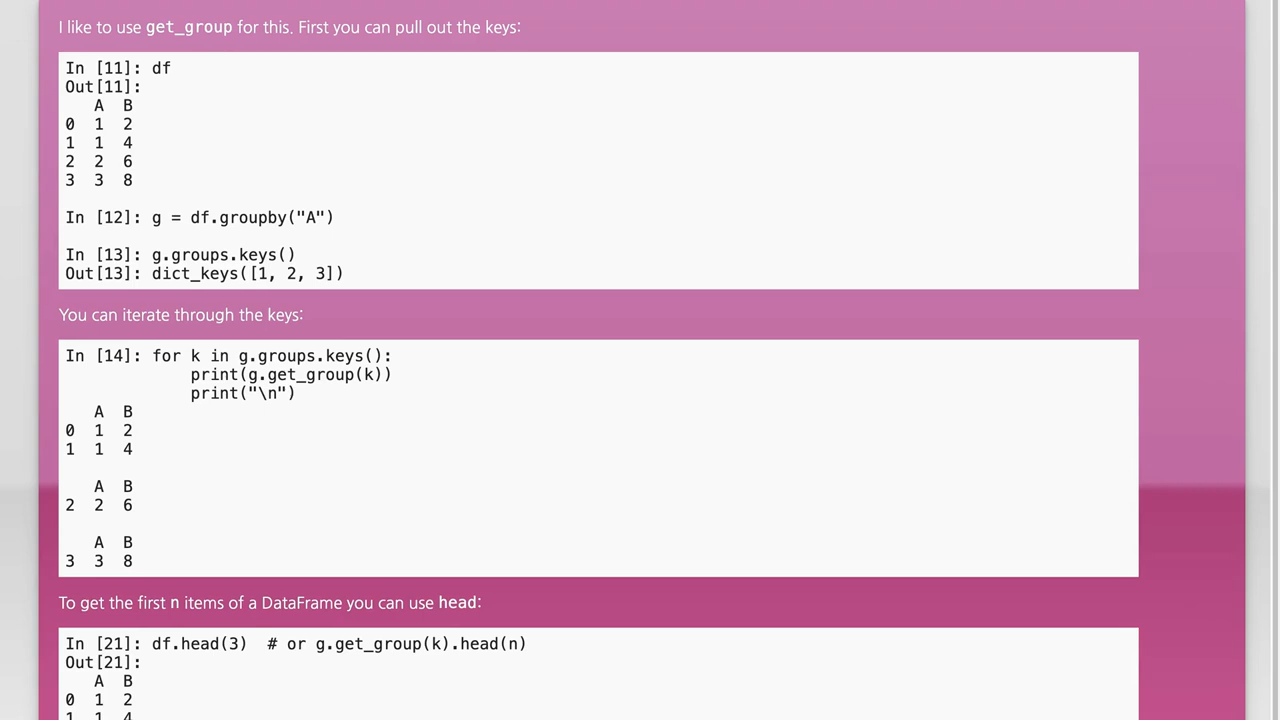 I like to use get_group for this. First you can pull out the keys:
In [11]: df
Out[11]:
   A  B
0  1  2
1  1  4
2  2  6
3  3  8
In [12]: g = df.groupby("A")
In [13]: g.groups.keys()
Out[13]: dict_keys([1, 2, 3])
You can iterate through the keys:
In [14]: for k in g.groups.keys():
             print(g.get_group(k))
             print("\n")
   A  B
0  1  2
1  1  4
   A  B
2  2  6
   A  B
3  3  8
To get the first n items of a DataFrame you can use head:
In [21]: df.head(3)  # or g.get_group(k).head(n)
Out[21]:
   A  B
0  1  2
1  1  4